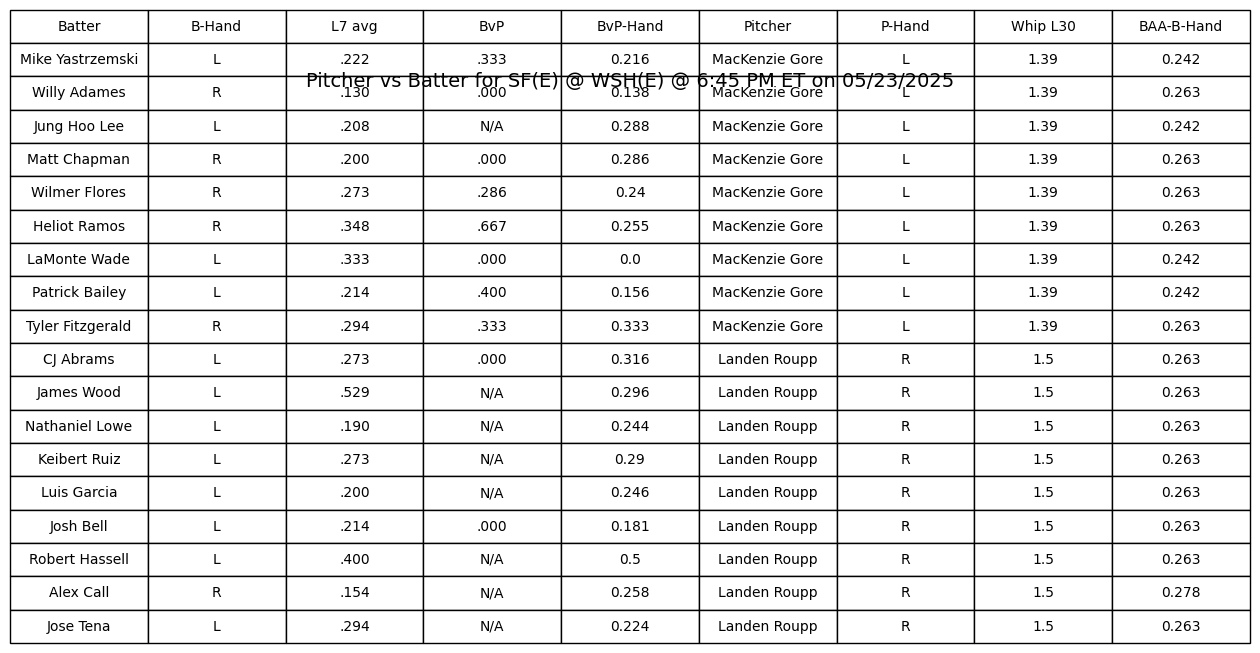 Batter B-Hand L7 avg BvP BvP-Hand Pitcher P-Hand Whip L30 BAA-B-Hand
Mike Yastrzemski L .222 .333 0.216 MacKenzie Gore L 1.39 0.242
Pitcher vs Batter for SF(E) @ WSH(E) @ 6:45 PM ET on 05/23/2025
Willy Adames R .130 .000 0.138 MacKenzie Gore L 1.39 0.263
Jung Hoo Lee L .208 N/A 0.288 MacKenzie Gore L 1.39 0.242
Matt Chapman R .200 .000 0.286 MacKenzie Gore L 1.39 0.263
Wilmer Flores R .273 .286 0.24 MacKenzie Gore L 1.39 0.263
Heliot Ramos R .348 .667 0.255 MacKenzie Gore L 1.39 0.263
LaMonte Wade L .333 .000 0.0 MacKenzie Gore L 1.39 0.242
Patrick Bailey L .214 .400 0.156 MacKenzie Gore L 1.39 0.242
Tyler Fitzgerald R .294 .333 0.333 MacKenzie Gore L 1.39 0.263
CJ Abrams L .273 .000 0.316 Landen Roupp R 1.5 0.263
James Wood L .529 N/A 0.296 Landen Roupp R 1.5 0.263
Nathaniel Lowe L .190 N/A 0.244 Landen Roupp R 1.5 0.263
Keibert Ruiz L .273 N/A 0.29 Landen Roupp R 1.5 0.263
Luis Garcia L .200 N/A 0.246 Landen Roupp R 1.5 0.263
Josh Bell L .214 .000 0.181 Landen Roupp R 1.5 0.263
Robert Hassell L .400 N/A 0.5 Landen Roupp R 1.5 0.263
Alex Call R .154 N/A 0.258 Landen Roupp R 1.5 0.278
Jose Tena L .294 N/A 0.224 Landen Roupp R 1.5 0.263